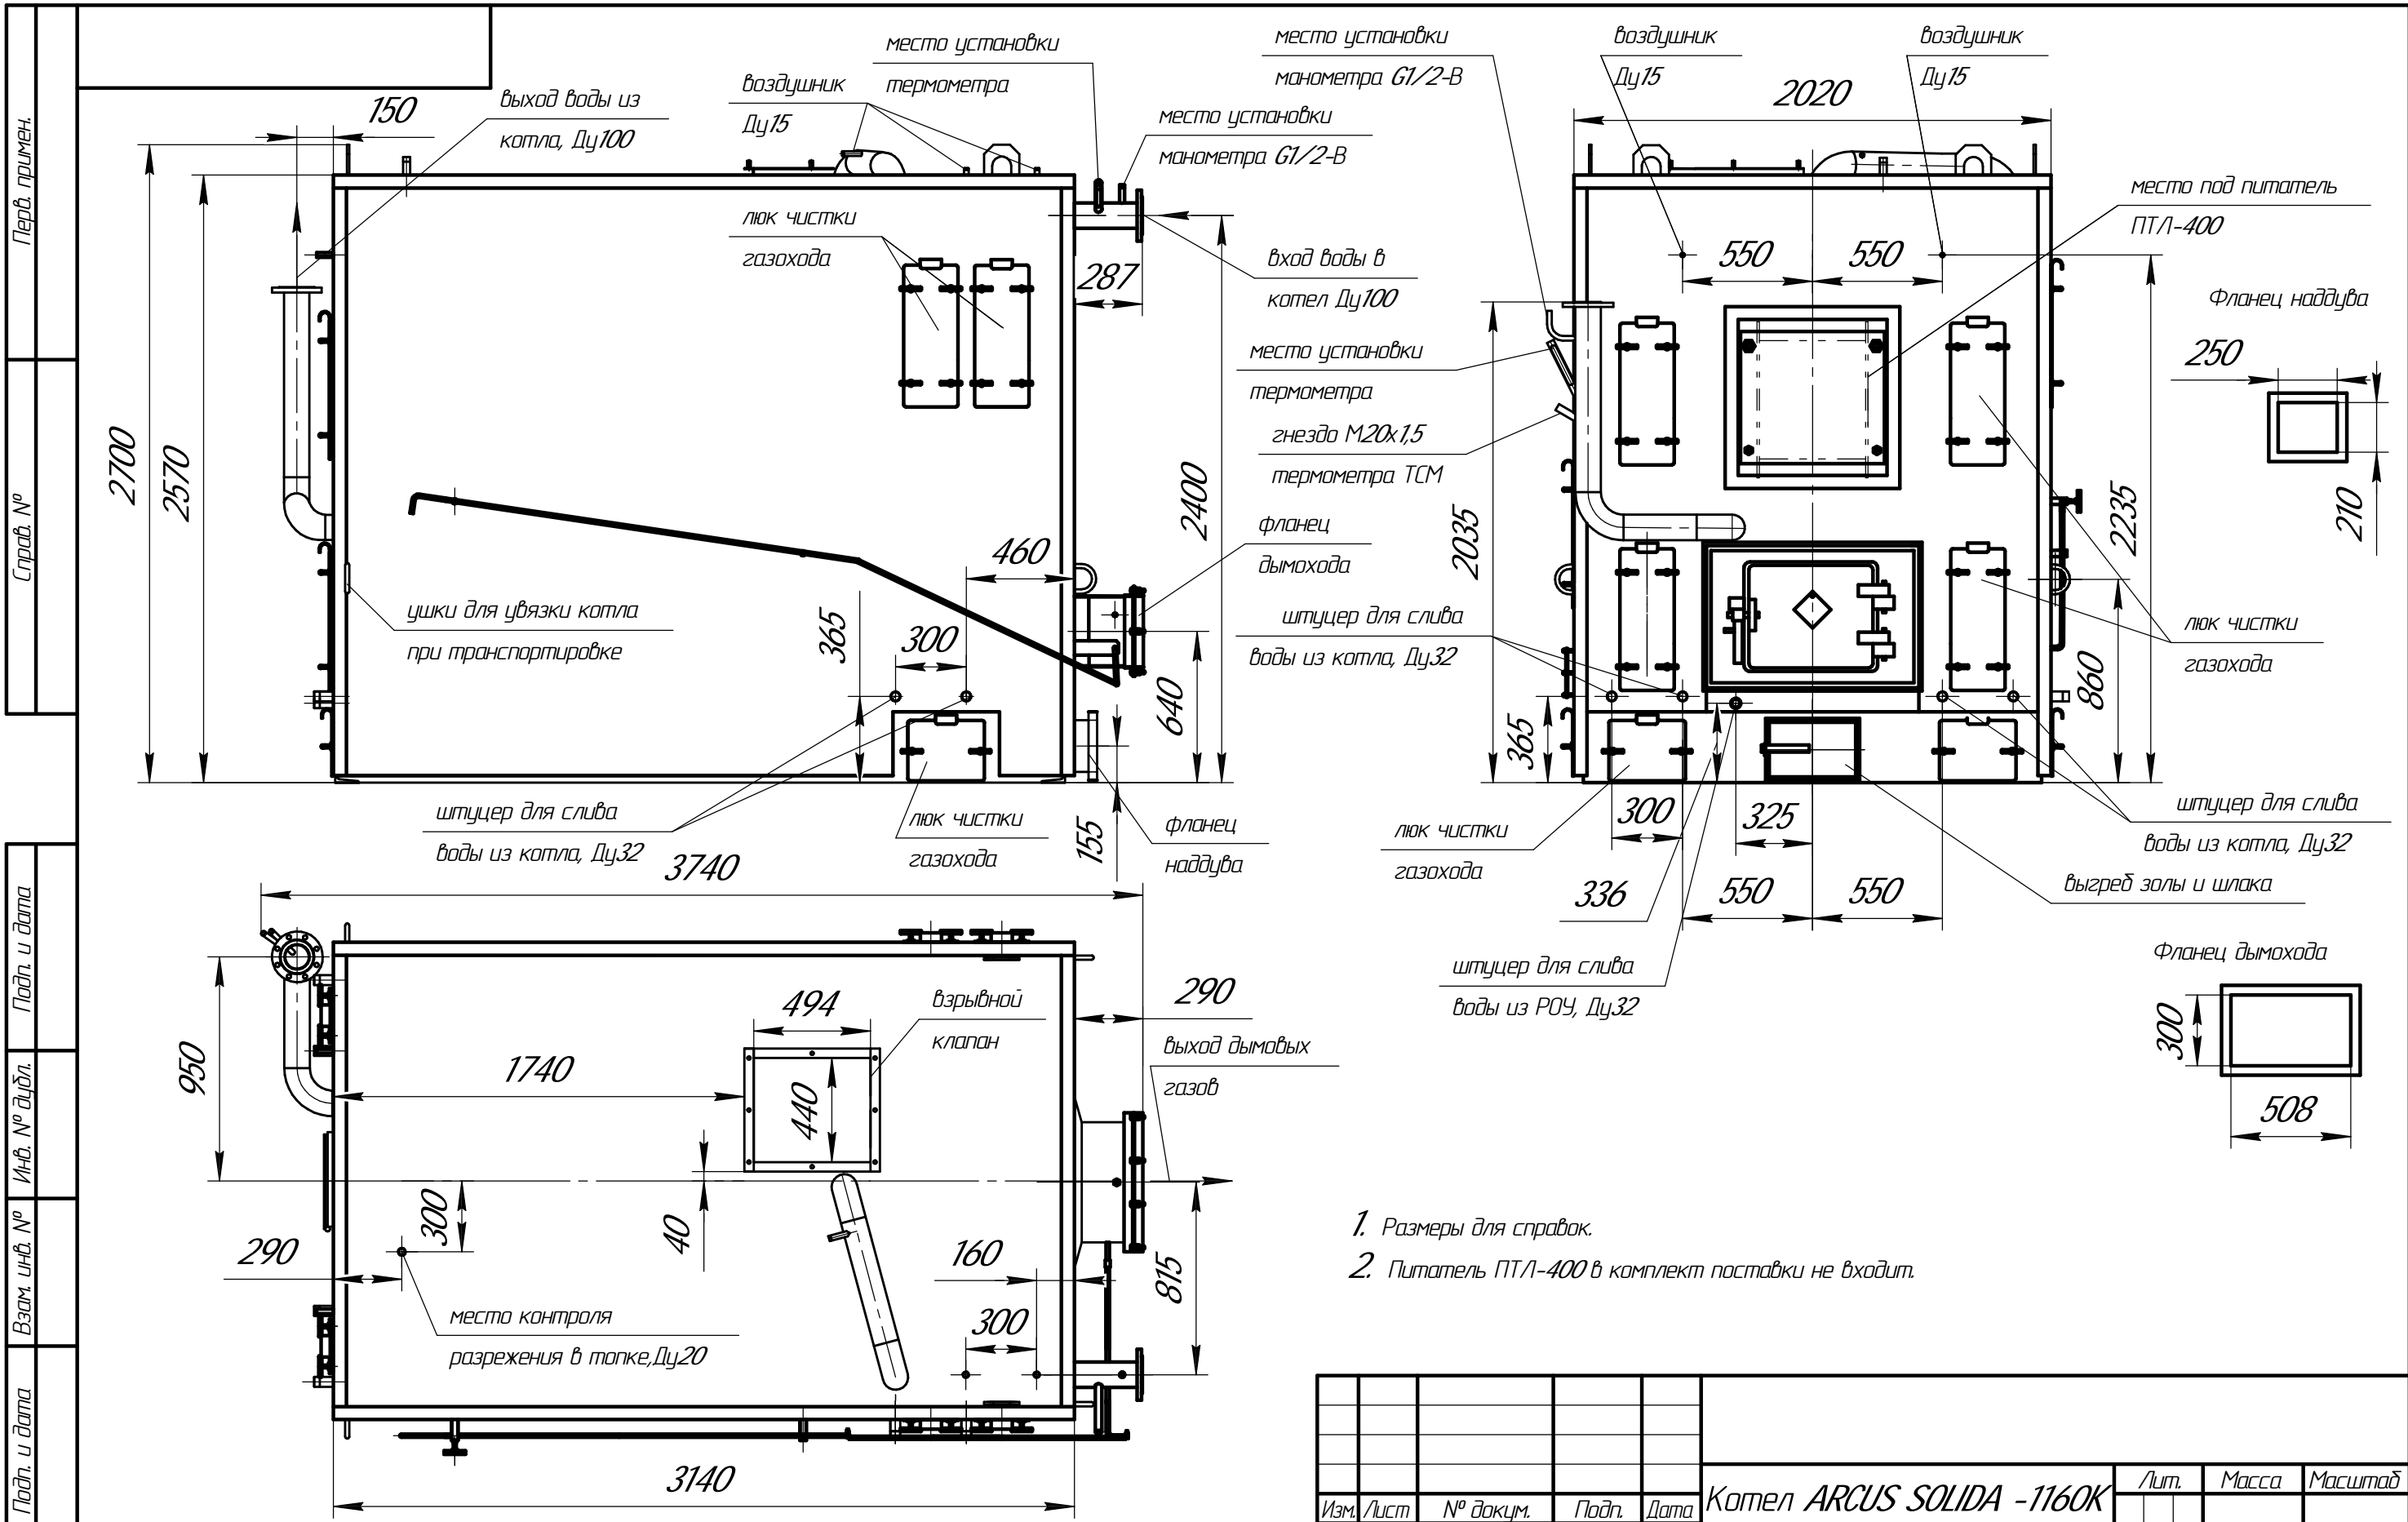 Перв. примен.
Справ. №
Подп. и дата
Инв. № дубл.
Взам. инв. №
Подп. и дата
150
выход воды из
котла, Ду100
воздушник
Ду15
место установки
термометра
место установки
манометра G1/2-В
люк чистки
газохода
287
вход воды в
котел Ду100
2700
2570
2400
460
365
300
640
155
фланец
дымохода
ушки для увязки котла
при транспортировке
штуцер для слива
воды из котла, Ду32
люк чистки
газохода
фланец
наддува
место установки
манометра G1/2-В
воздушник
Ду15
воздушник
Ду15
2020
место под питатель
ПТЛ-400
550
550
место установки
термометра
гнездо М20х1,5
термометра ТСМ
2035
2235
штуцер для слива
воды из котла, Ду32
люк чистки
газохода
860
365
300
325
336
550
550
люк чистки
газохода
штуцер для слива
воды из котла, Ду32
выгреб золы и шлака
штуцер для слива
воды из РОУ, Ду32
Фланец наддува
250
210
Фланец дымохода
300
508
3740
950
1740
494
440
взрывной
клапан
290
выход дымовых
газов
300
290
40
160
300
815
место контроля
разрежения в топке,Ду20
3140
1. Размеры для справок.
2. Питатель ПТЛ-400 в комплект поставки не входит.
Изм. Лист № докум. Подп. Дата
Котел ARCUS SOLIDA -1160К
Лит. Масса Масштаб